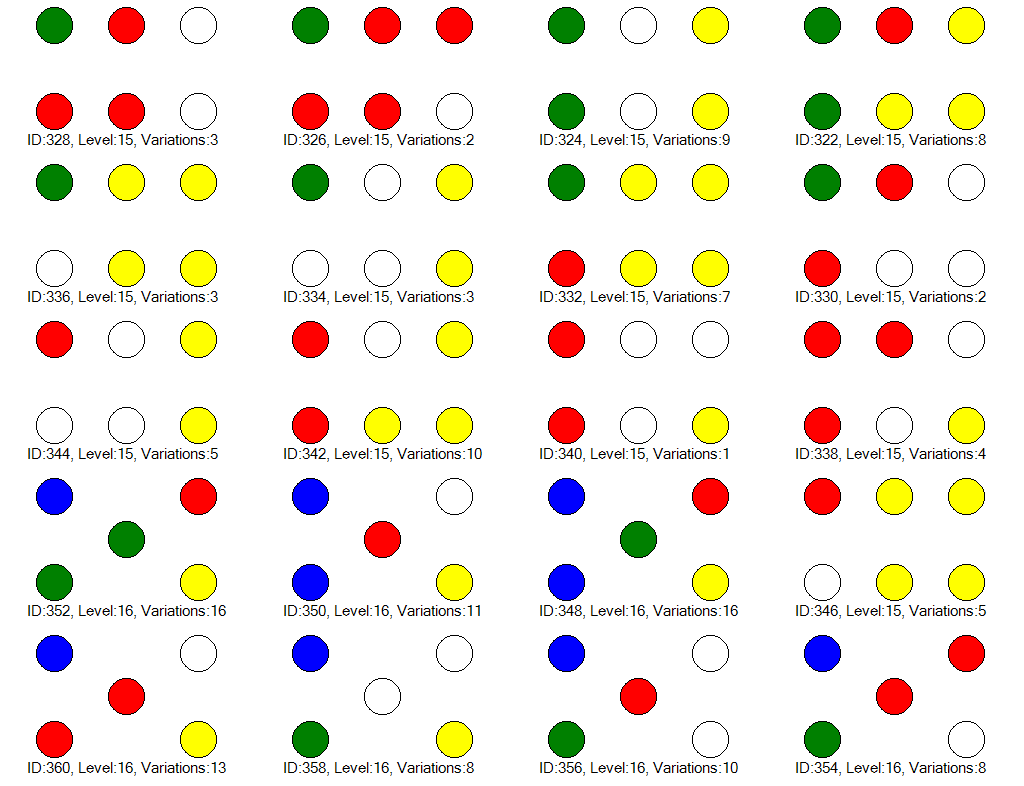 ID:328, Level:15, Variations:3
ID:326, Level:15, Variations:2
ID:324, Level:15, Variations:9
ID:322, Level:15, Variations:8
ID:336, Level:15, Variations:3
ID:334, Level:15, Variations:3
ID:332, Level:15, Variations:7
ID:330, Level:15, Variations:2
ID:344, Level:15, Variations:5
ID:342, Level:15, Variations:10
ID:340, Level:15, Variations:1
ID:338, Level:15, Variations:4
ID:352, Level:16, Variations:16
ID:350, Level:16, Variations:11
ID:348, Level:16, Variations:16
ID:346, Level:15, Variations:5
ID:360, Level:16, Variations:13
ID:358, Level:16, Variations:8
ID:356, Level:16, Variations:10
ID:354, Level:16, Variations:8